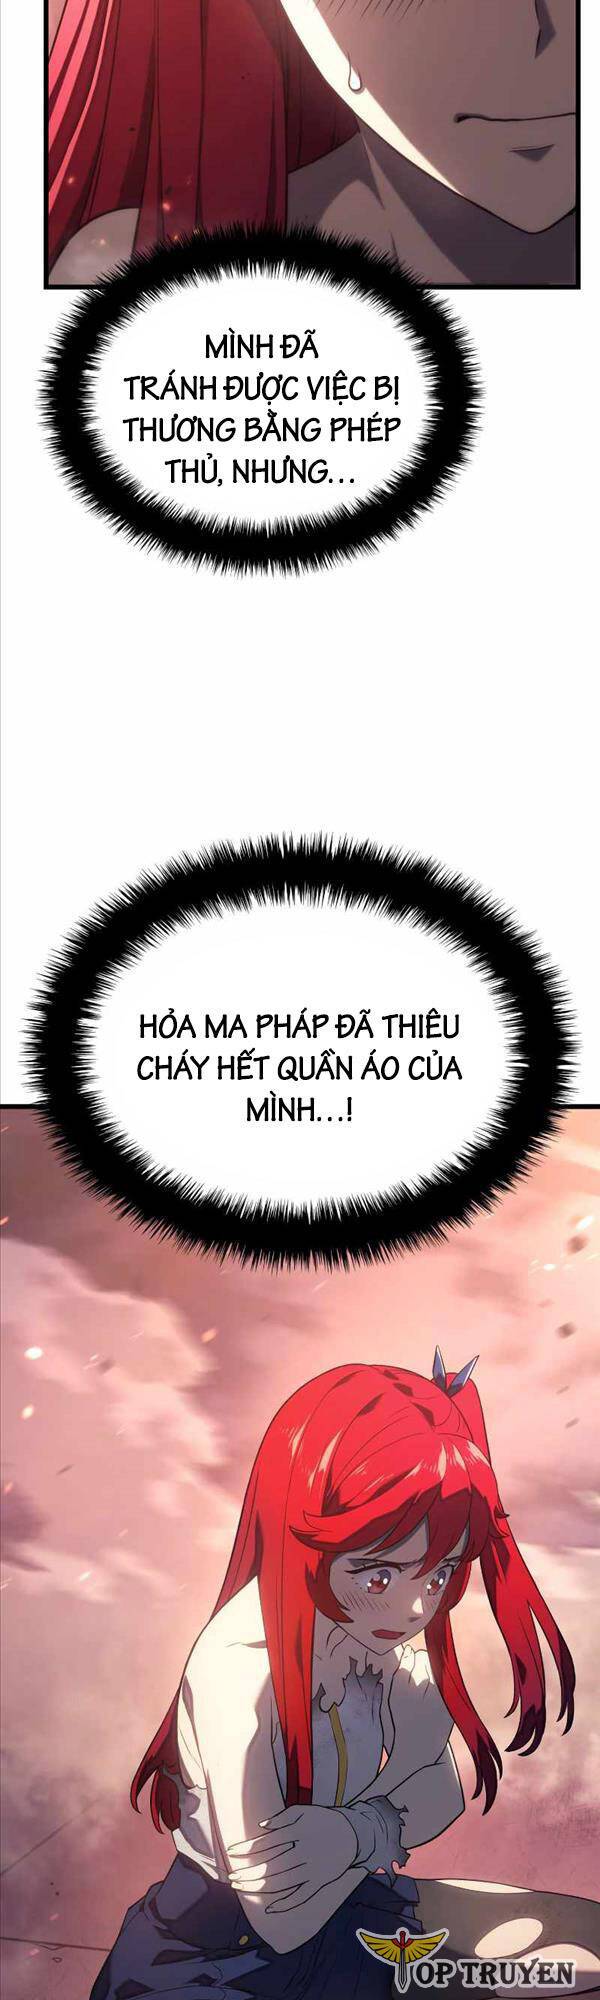 MÌNH ĐÃ
TRÁNH ĐƯỢC VIỆC BỊ
THƯƠNG BẰNG PHÉP
THỦ, NHƯNG...
HỎA MA PHÁP ĐÃ THIÊU
CHÁY HẾT QUẦN ÁO CỦA
MÌNH...!
TOP TRUYEN